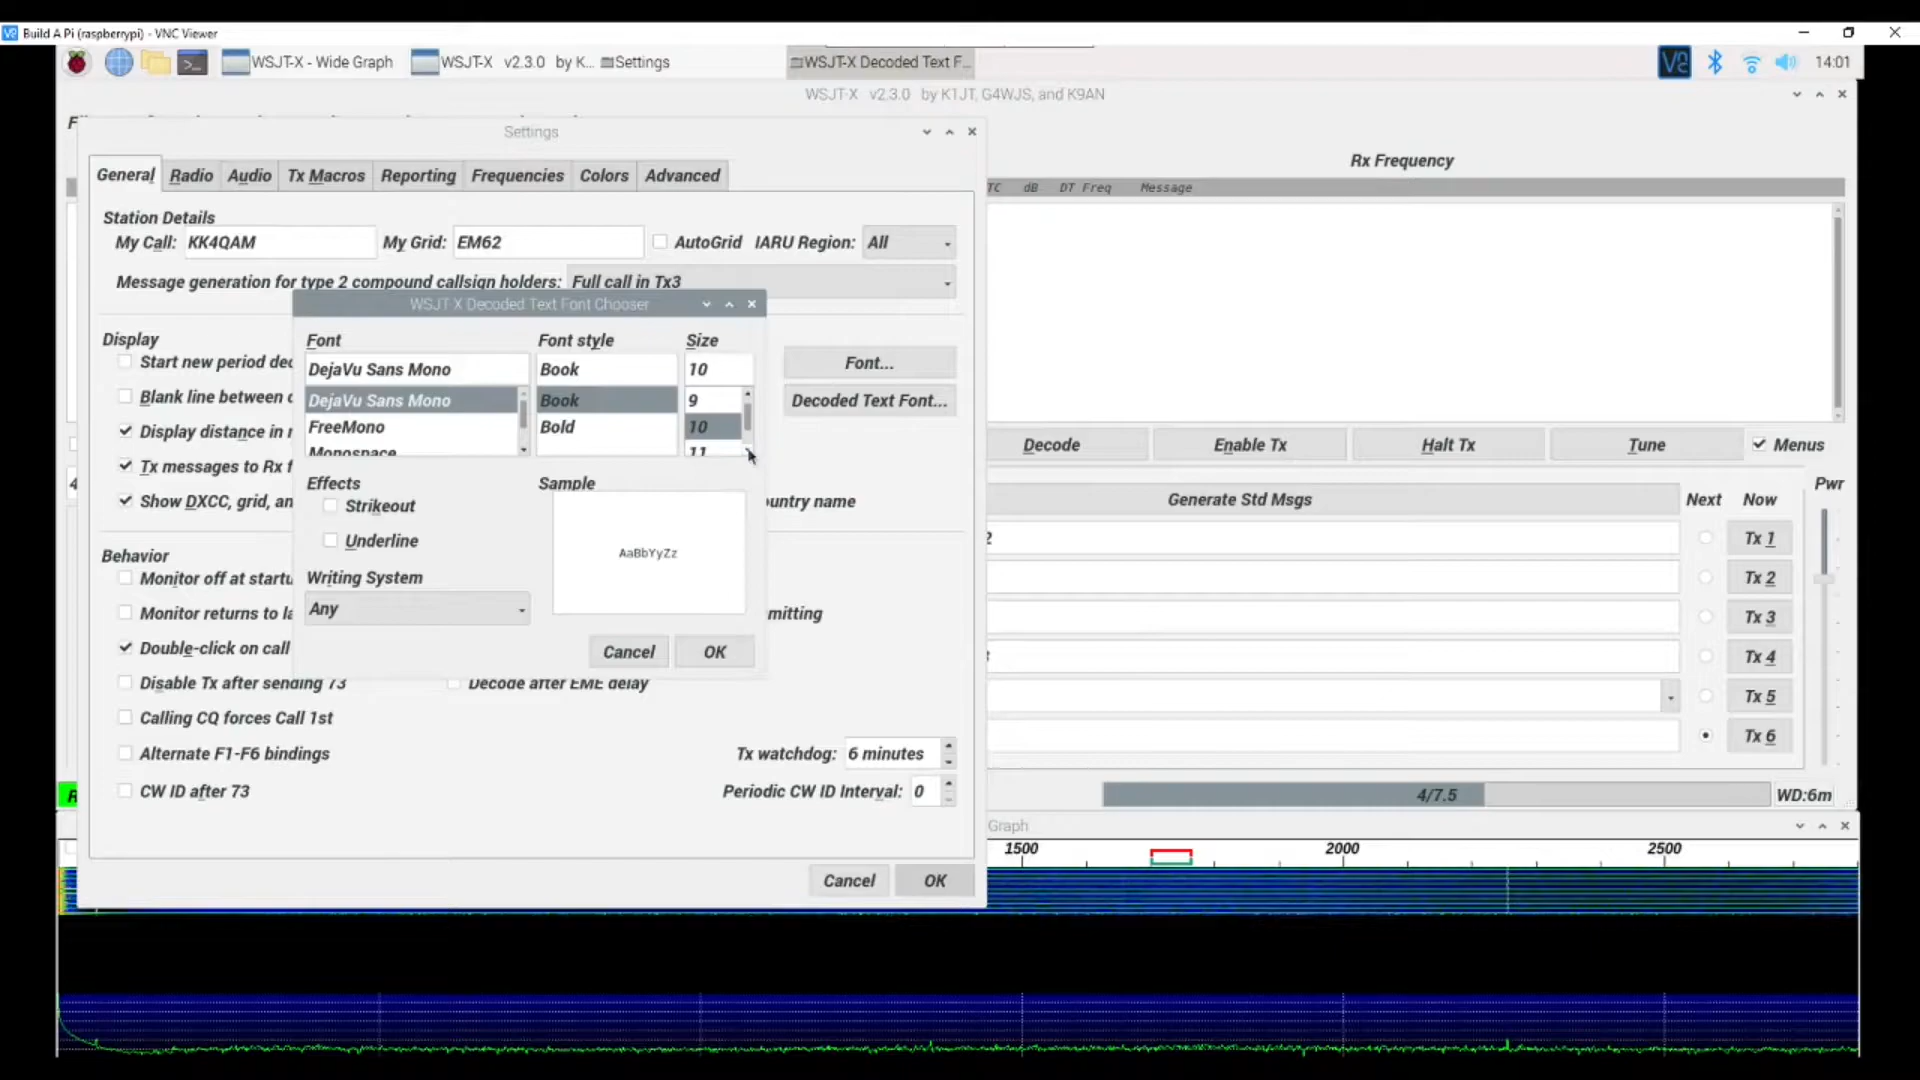 Build A Pi (raspberrypi) - VNC Viewer
WSJT-X - Wide Graph
WSJT-X v2.3.0 by K...
Settings
WSJT-X Decoded Text F...
14:01
WSJT-X v2.3.0 by K1JT, G4WJS, and K9AN
Settings
General Radio Audio Tx Macros Reporting Frequencies Colors Advanced
Station Details
My Call: KK4QAM My Grid: EM62 AutoGrid IARU Region: All
Message generation for type 2 compound callsign holders: Full call in Tx3
WSJT-X Decoded Text Font Chooser
Display
Start new period dec
Blank line between
Display distance in
Tx messages to Rx f
Show DXCC, grid, an
ountry name
Font Font style Size
DejaVu Sans Mono Book 10
DejaVu Sans Mono Book 9
FreeMono Bold 10
Monospace 11
Font...
Decoded Text Font...
Effects Sample
Strikeout
Underline
AaBbYyZz
Writing System
Any
Cancel OK
Behavior
Monitor off at startu
Monitor returns to la
mitting
Double-click on call
Disable Tx after sending 73 Decode after EME delay
Calling CQ forces Call 1st
Alternate F1-F6 bindings Tx watchdog: 6 minutes
CW ID after 73 Periodic CW ID Interval: 0
Cancel OK
Rx Frequency
TC dB DT Freq Message
Decode Enable Tx Halt Tx Tune Menus
Generate Std Msgs Next Now Pwr
2 Tx 1
Tx 2
Tx 3
Tx 4
Tx 5
Tx 6
4/7.5 WD:6m
Graph
1500 2000 2500